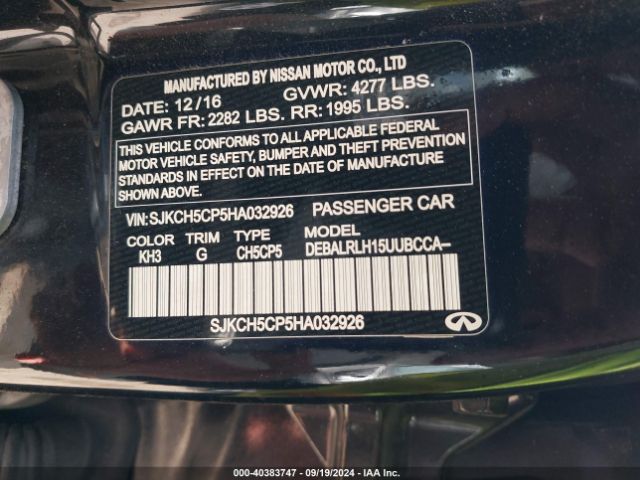 MANUFACTURED BY NISSAN MOTOR CO., LTD
DATE: 12/16 GVWR: 4277 LBS.
GAWR FR: 2282 LBS. RR: 1995 LBS.
THIS VEHICLE CONFORMS TO ALL APPLICABLE FEDERAL
MOTOR VEHICLE SAFETY, BUMPER AND THEFT PREVENTION
STANDARDS IN EFFECT ON THE DATE OF MANUFACTURE
SHOWN ABOVE.
VIN: SJKCH5CP5HA032926 PASSENGER CAR
COLOR TRIM TYPE MODEL
KH3 G CH5CP5 DEBALRLH15UUBCCA–
SJKCH5CP5HA032926
000-40383747 - 09/19/2024 - IAA Inc.